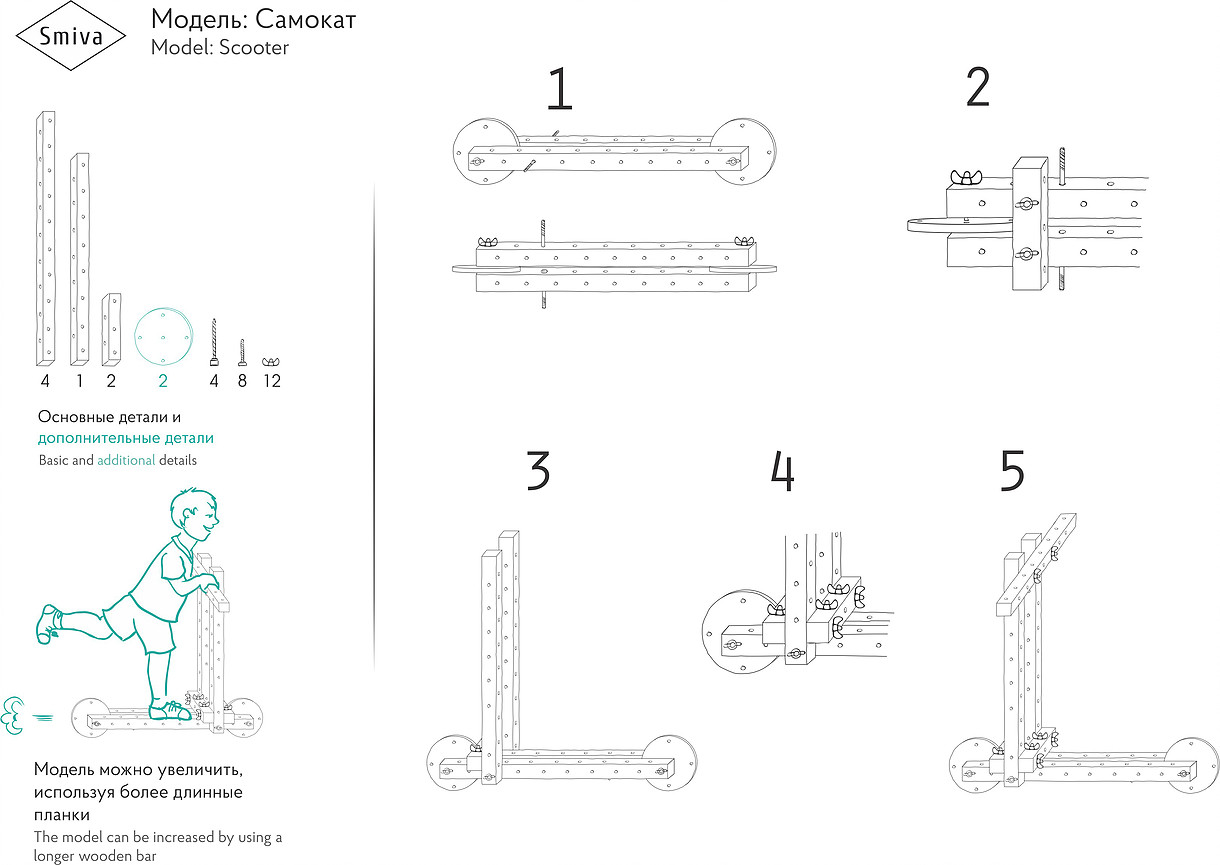 Smiva
Модель: Самокат
Model: Scooter
1
2
4 1 2 2 4 8 12
Основные детали и
дополнительные детали
Basic and additional details
3
4
5
Модель можно увеличить,
используя более длинные
планки
The model can be increased by using a
longer wooden bar